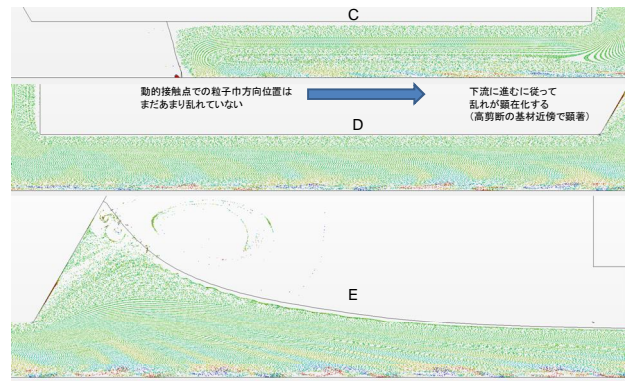 C
動的接触点での粒子巾方向位置は
まだあまり乱れていない
下流に進むに従って
乱れが顕在化する
（高剪断の基材近傍で顕著）
D
E